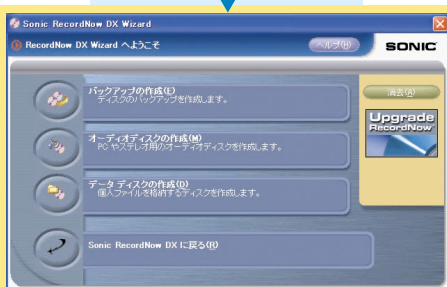 Sonic RecordNow DX Wizard
RecordNow DX Wizard へようこそ
ヘルプ(H)
SONIC
バックアップの作成(E)
ディスクのバックアップを作成します。
消去(A)
Upgrade
RecordNow
オーディオディスクの作成(M)
PC やステレオ用のオーディオディスクを作成します。
データ ディスクの作成(D)
個人ファイルを格納するディスクを作成します。
Sonic RecordNow DX に戻る(R)